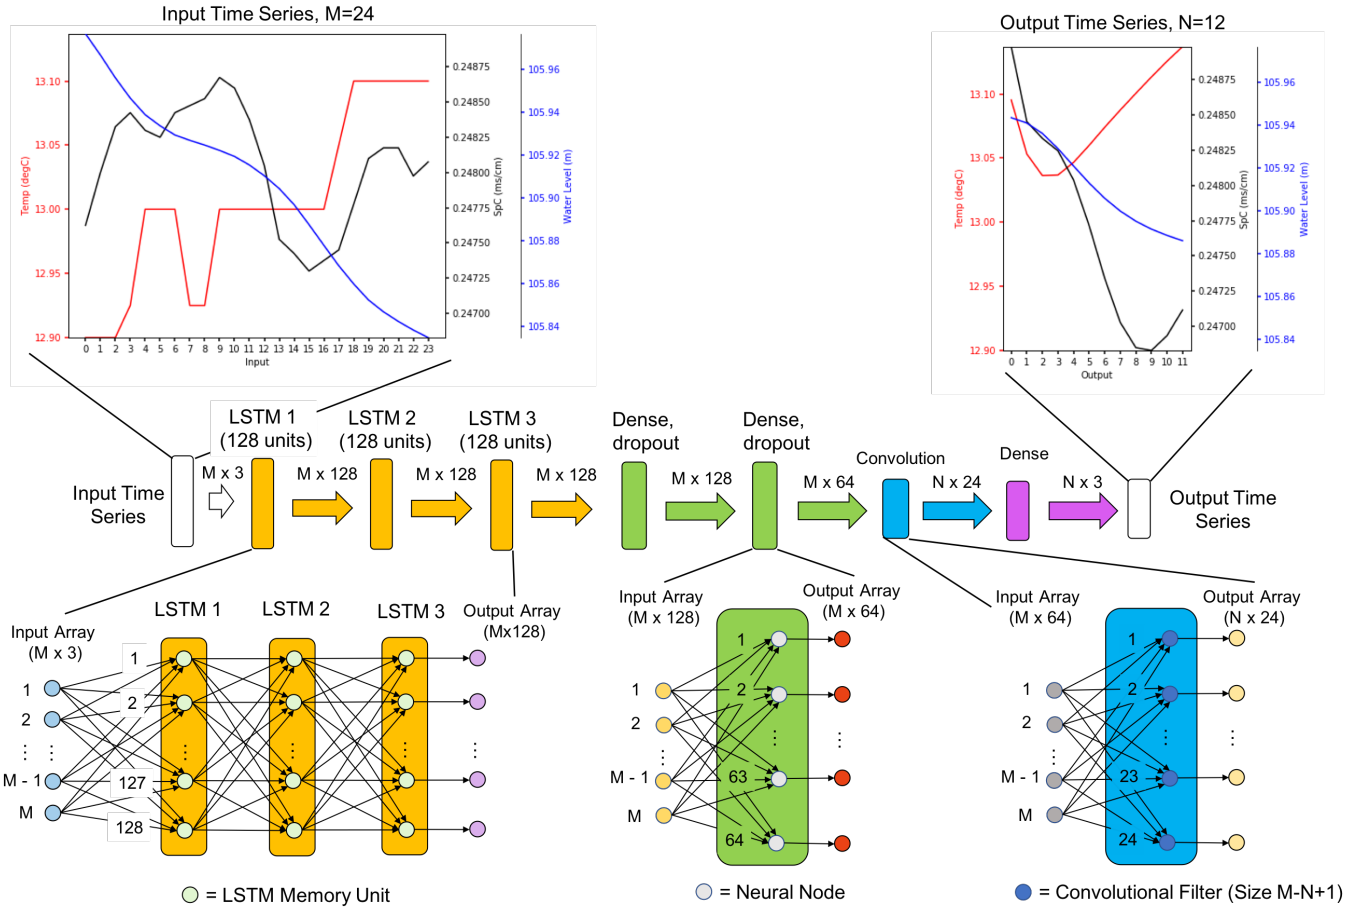 Input Time Series, M=24
13.10
13.05
13.00
12.95
12.90
Temp (degC)
0 1 2 3 4 5 6 7 8 9 10 11 12 13 14 15 16 17 18 19 20 21 22 23
Input
0.24875
0.24850
0.24825
0.24800
0.24775
0.24750
0.24725
0.24700
SpC (ms/cm)
105.96
105.94
105.92
105.90
105.88
105.86
105.84
Water Level (m)
Output Time Series, N=12
13.10
13.05
13.00
12.95
12.90
Temp (degC)
0 1 2 3 4 5 6 7 8 9 10 11
Output
0.24875
0.24850
0.24825
0.24800
0.24775
0.24750
0.24725
0.24700
SpC (ms/cm)
105.96
105.94
105.92
105.90
105.88
105.86
105.84
Water Level (m)
Input Time
Series
M x 3
LSTM 1
(128 units)
M x 128
LSTM 2
(128 units)
M x 128
LSTM 3
(128 units)
M x 128
Dense,
dropout
M x 128
Dense,
dropout
M x 64
Convolution
N x 24
Dense
N x 3
Output Time
Series
Input Array
(M x 3)
1
2
M - 1
M
LSTM 1
LSTM 2
LSTM 3
1
2
127
128
Output Array
(Mx128)
Input Array
(M x 128)
1
2
M - 1
M
1
2
63
64
Output Array
(M x 64)
Input Array
(M x 64)
1
2
M - 1
M
1
2
23
24
Output Array
(N x 24)
= LSTM Memory Unit
= Neural Node
= Convolutional Filter (Size M-N+1)